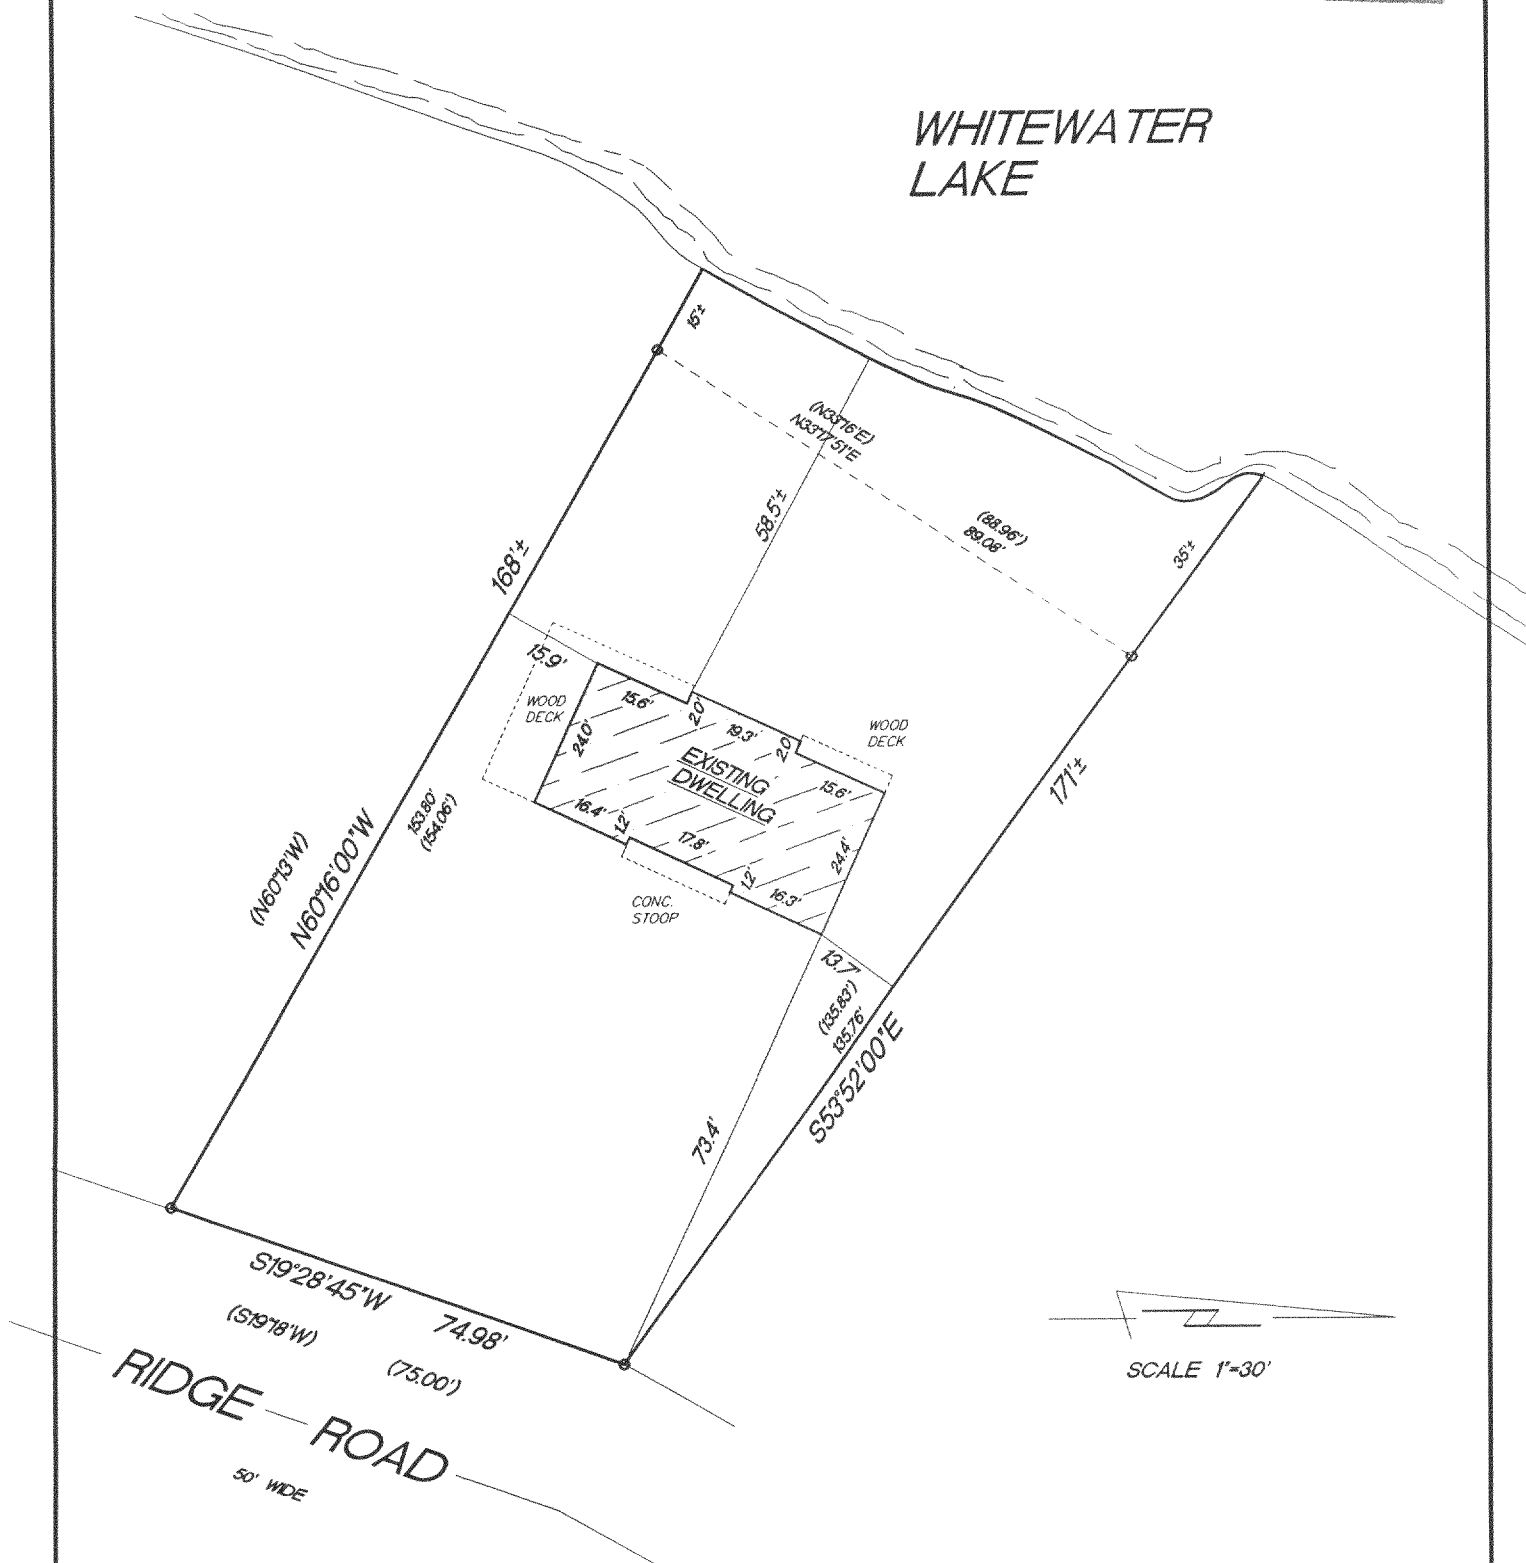 WHITEWATER
LAKE
15'±
(N33°16'E)
N33°17'51"E
58.5'±
(88.96')
89.08'
35'±
168'±
15.9'
WOOD
DECK
15.6'
2.0'
19.3'
2.0'
WOOD
DECK
24.0'
EXISTING
DWELLING
15.6'
171'±
16.4'
1.2'
17.8'
24.4'
1.2'
16.3'
CONC.
STOOP
153.80'
(154.06')
(N60°13'W)
N60°16'00"W
13.7'
(135.83')
135.76'
S53°52'00"E
73.4'
S19°28'45"W
74.98'
(S19°18'W)
(75.00')
RIDGE ROAD
50' WIDE
SCALE 1"=30'